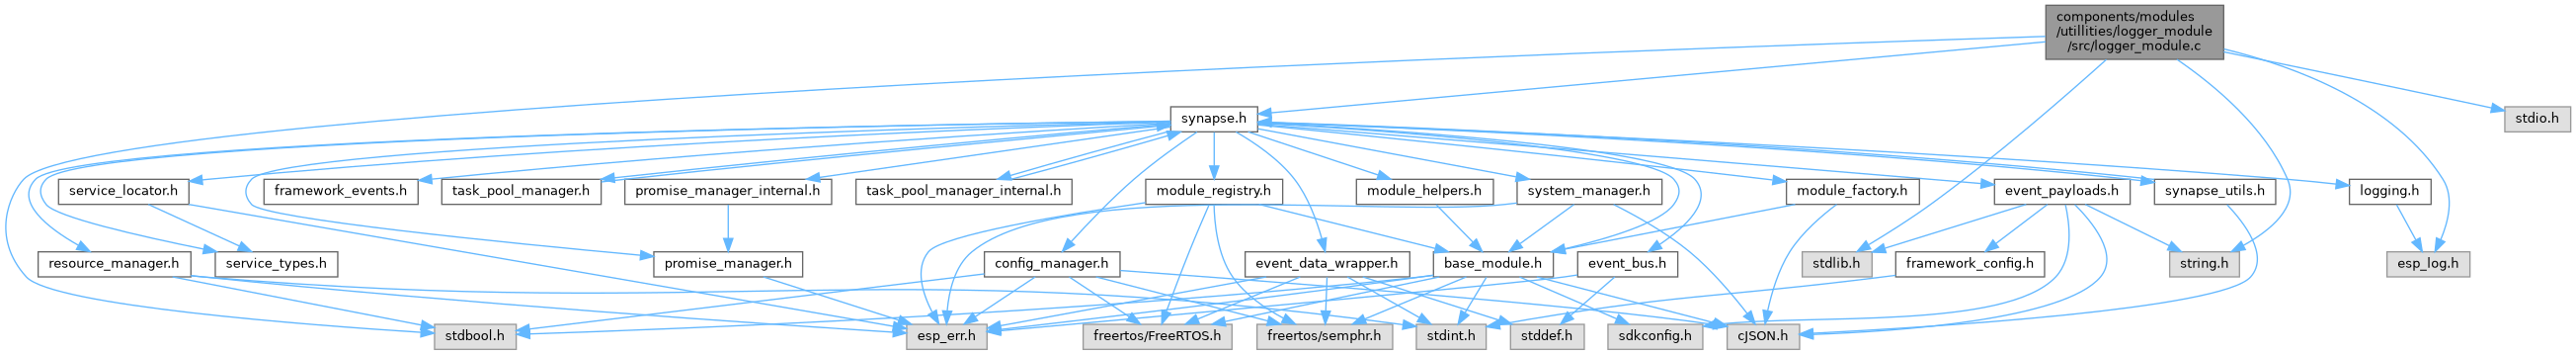 components/modules
/utillities/logger_module
/src/logger_module.c
synapse.h
stdio.h
service_locator.h
framework_events.h
task_pool_manager.h
promise_manager_internal.h
task_pool_manager_internal.h
module_registry.h
module_helpers.h
system_manager.h
module_factory.h
event_payloads.h
synapse_utils.h
logging.h
resource_manager.h
service_types.h
promise_manager.h
config_manager.h
event_data_wrapper.h
base_module.h
event_bus.h
stdlib.h
framework_config.h
string.h
esp_log.h
stdbool.h
esp_err.h
freertos/FreeRTOS.h
freertos/semphr.h
stdint.h
stddef.h
sdkconfig.h
cJSON.h